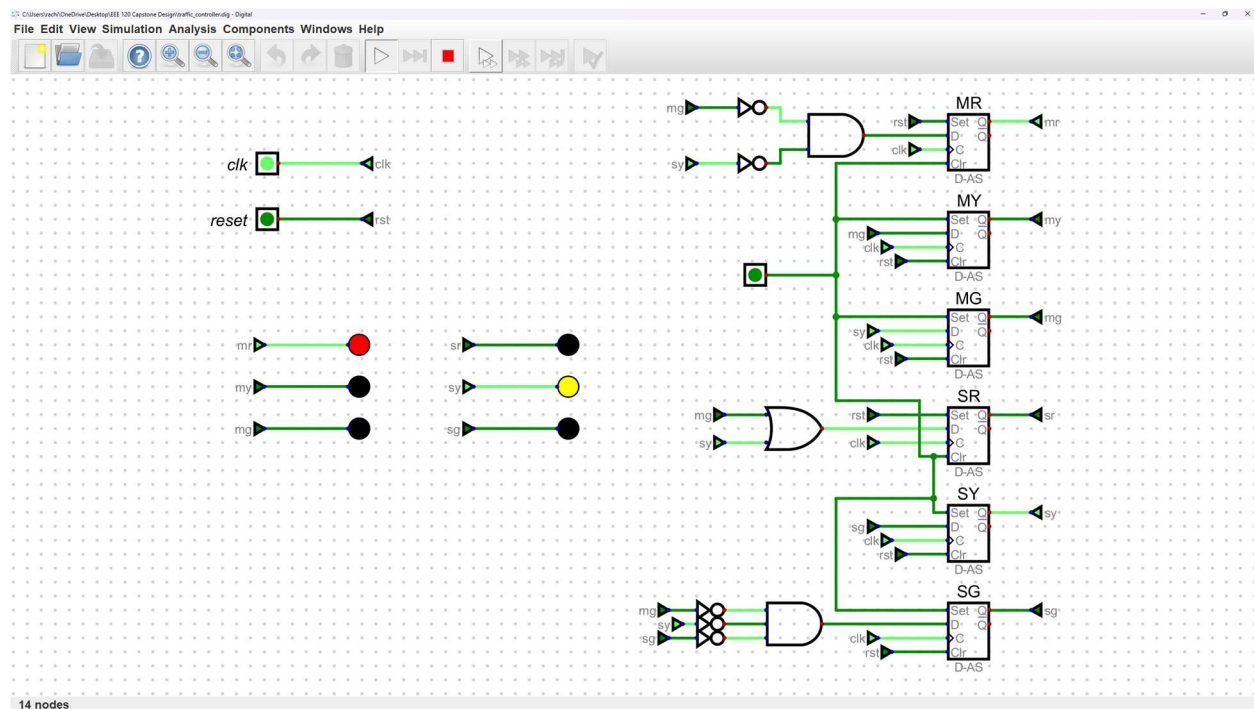 C:\Users\rachi\OneDrive\Desktop\EEE 120 Capstone Design\traffic_controller.dig - Digital
File Edit View Simulation Analysis Components Windows Help
clk clk
reset rst
mr sr
my sy
mg sg
mg
sy
rst
clk
MR
Set Q
D Q
C
Clr
D-AS
mr
mg
clk
rst
MY
Set Q
D Q
C
Clr
D-AS
my
sy
clk
rst
MG
Set Q
D Q
C
Clr
D-AS
mg
mg
sy
rst
clk
SR
Set Q
D Q
C
Clr
D-AS
sr
sg
clk
rst
SY
Set Q
D Q
C
Clr
D-AS
sy
mg
sy
sg
clk
rst
SG
Set Q
D Q
C
Clr
D-AS
sg
14 nodes